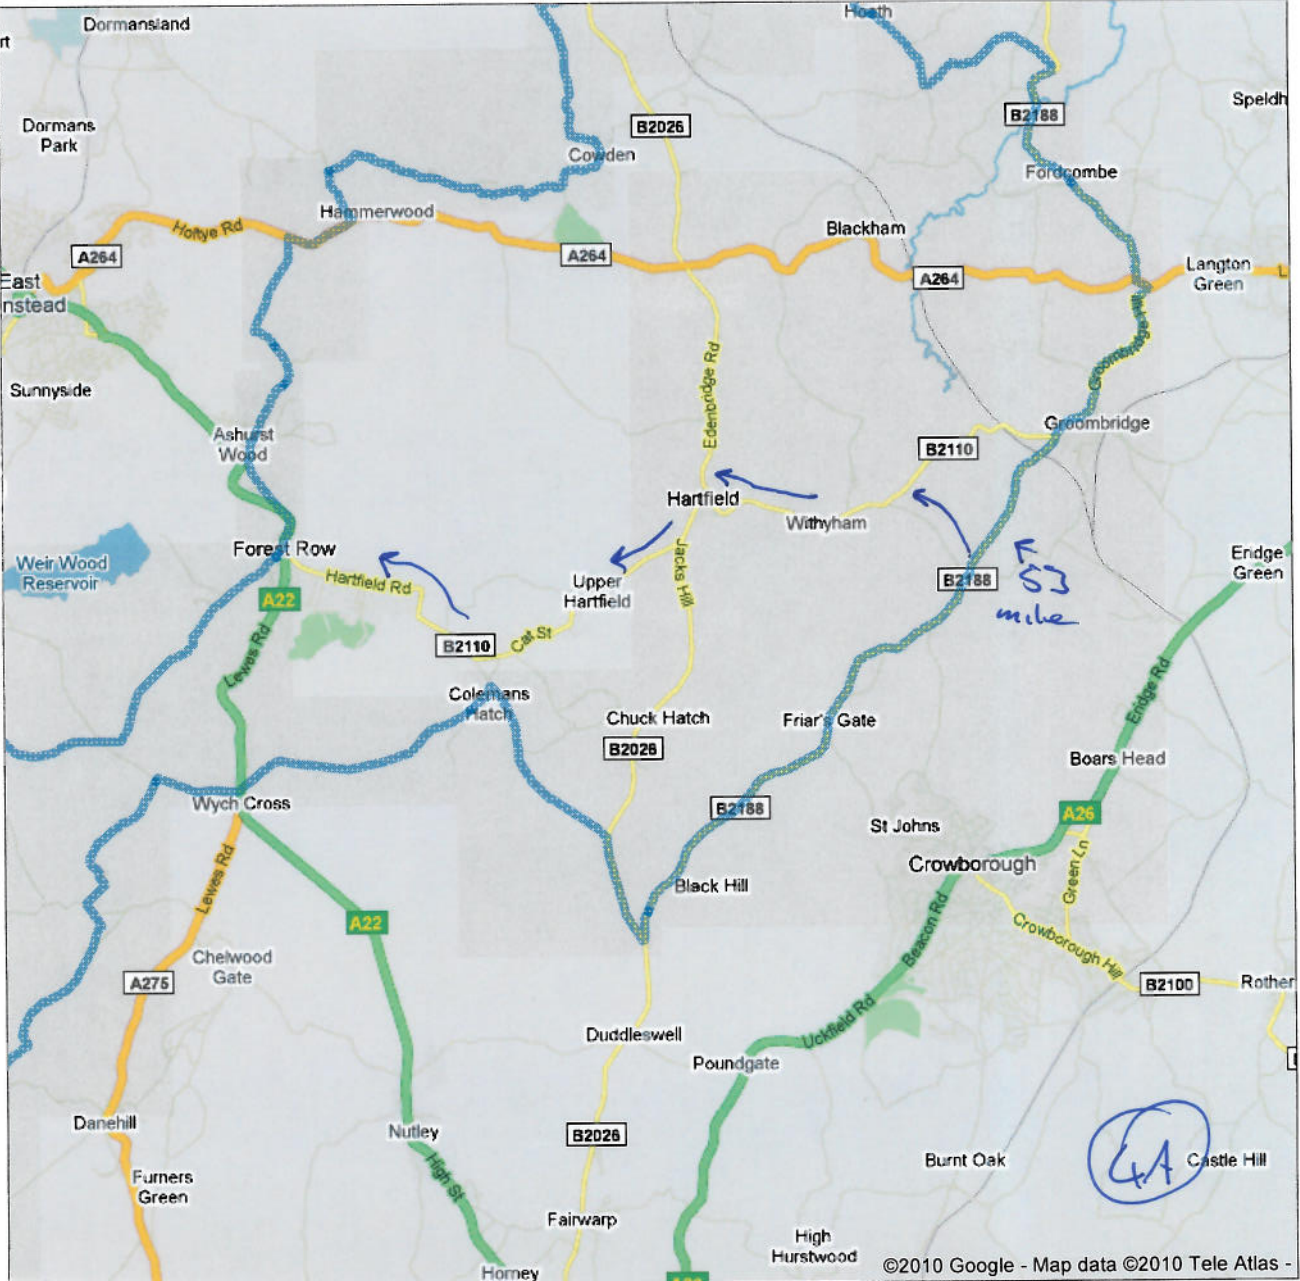 Hoath
Dormansland
rt
Speldh
B2188
B2026
Dormans
Park
Cowden
Fordcombe
Hammerwood
Holtye Rd
Blackham
A264
A264
A264
Langton
Green
L
East
nstead
Groombridge Hill
Edenbridge Rd
Sunnyside
Ashurst
Wood
Groombridge
B2110
Hartfield
Withyham
Forest Row
Weir Wood
Reservoir
Eridge
Green
Hartfield Rd
Upper
Hartfield
Jacks Hill
B2188
53
mile
A22
B2110
Cat St
Lewes Rd
Colemans
Hatch
Chuck Hatch
Friar's Gate
Eridge Rd
B2026
Boars Head
Wych Cross
B2188
A26
St Johns
Crowborough
Green Ln
Lewes Rd
Black Hill
A22
Beacon Rd
Crowborough Hill
Chelwood
Gate
A275
B2100
Rother
Uckfield Rd
Duddleswell
Poundgate
Danehill
Nutley
B2026
4A
Burnt Oak
Castle Hill
High St
Furners
Green
Fairwarp
High
Hurstwood
Horney
©2010 Google - Map data ©2010 Tele Atlas -